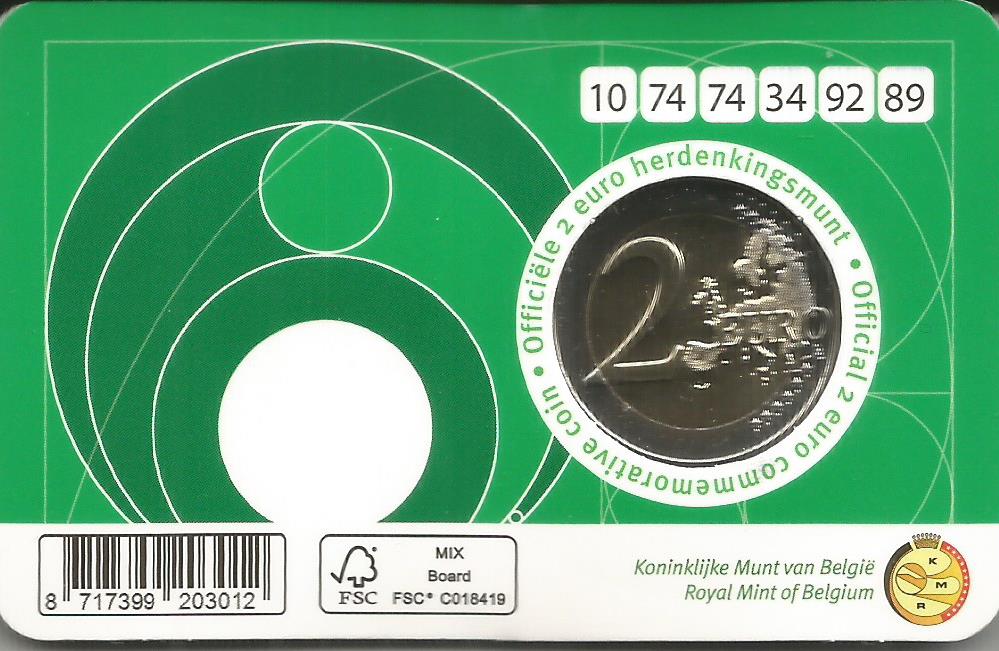 10 74 74 34 92 89
Officiële 2 euro herdenkingsmunt • Official 2 euro commemorative coin •
2 EURO
8 717399 203012
MIX
Board
FSC
FSC® C018419
Koninklijke Munt van België
Royal Mint of Belgium
K
M
R